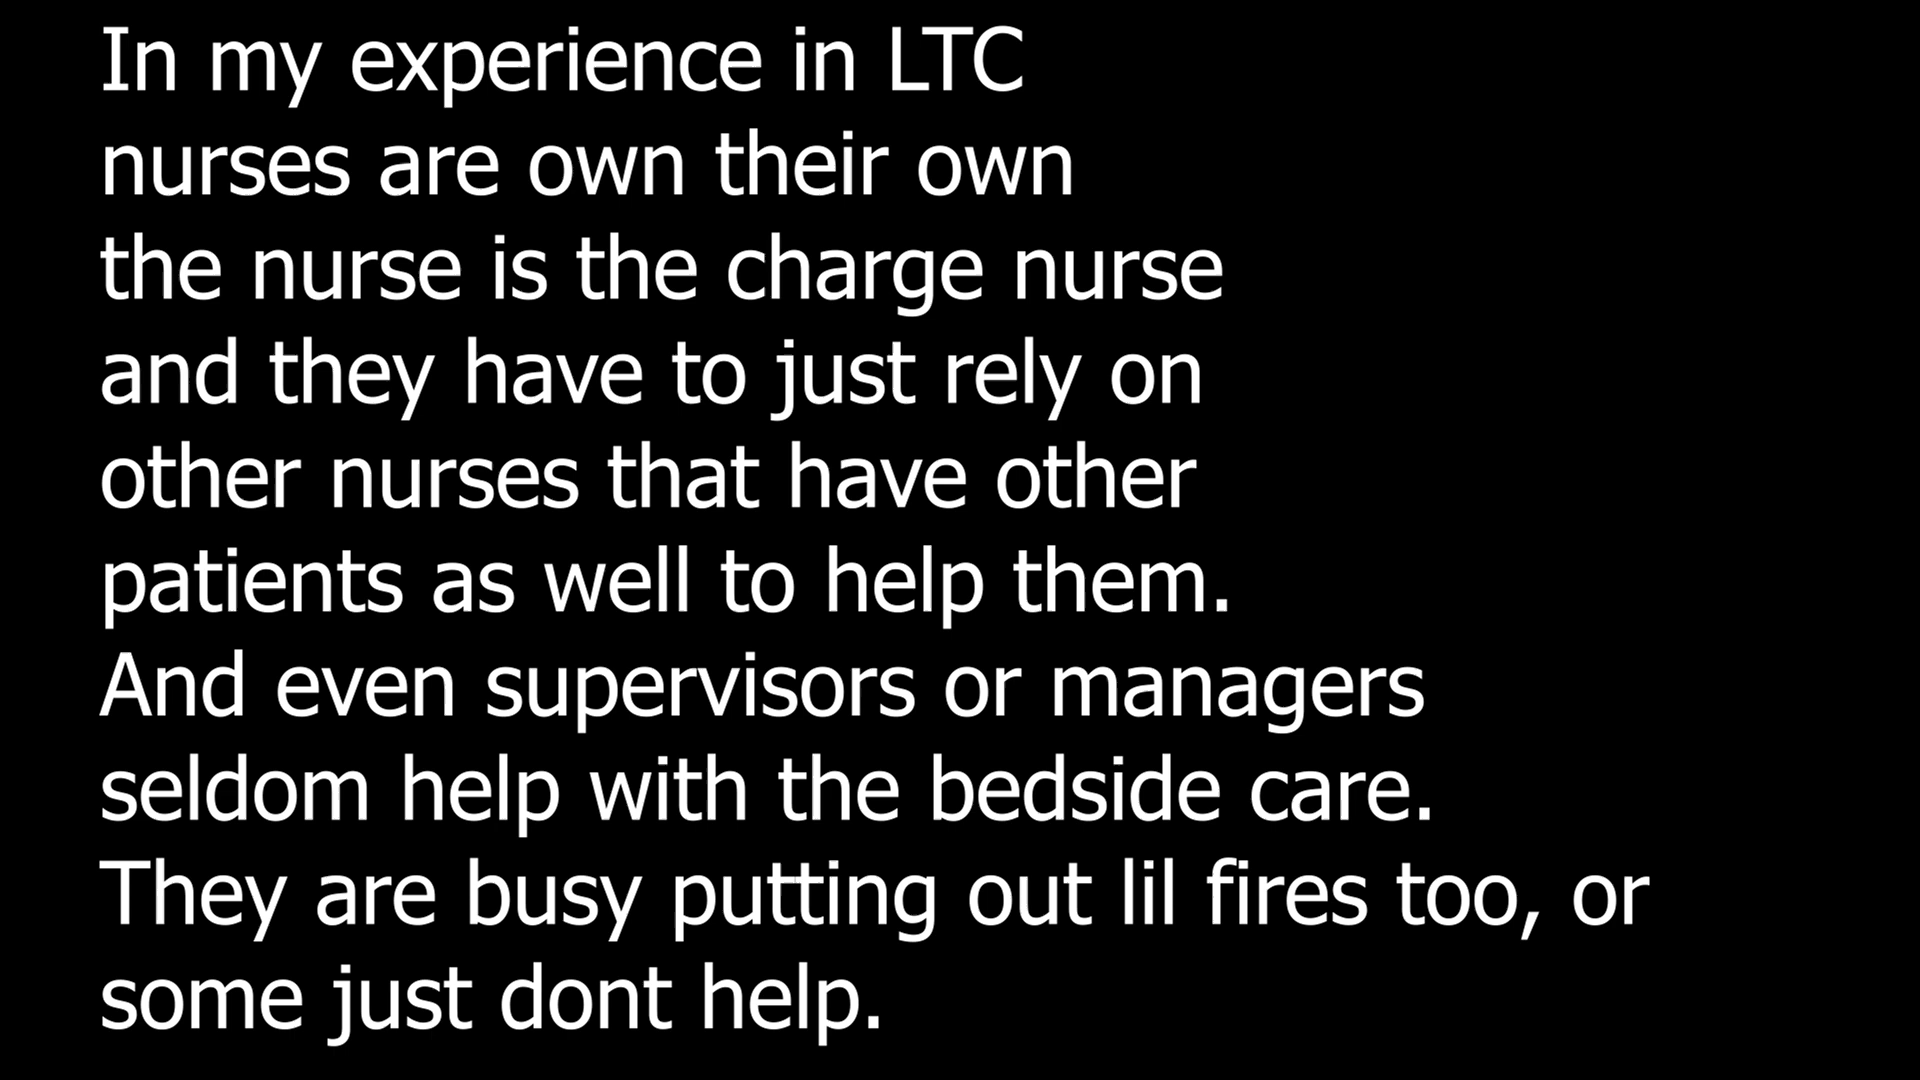 In my experience in LTC
nurses are own their own
the nurse is the charge nurse
and they have to just rely on
other nurses that have other
patients as well to help them.
And even supervisors or managers
seldom help with the bedside care.
They are busy putting out lil fires too, or
some just dont help.